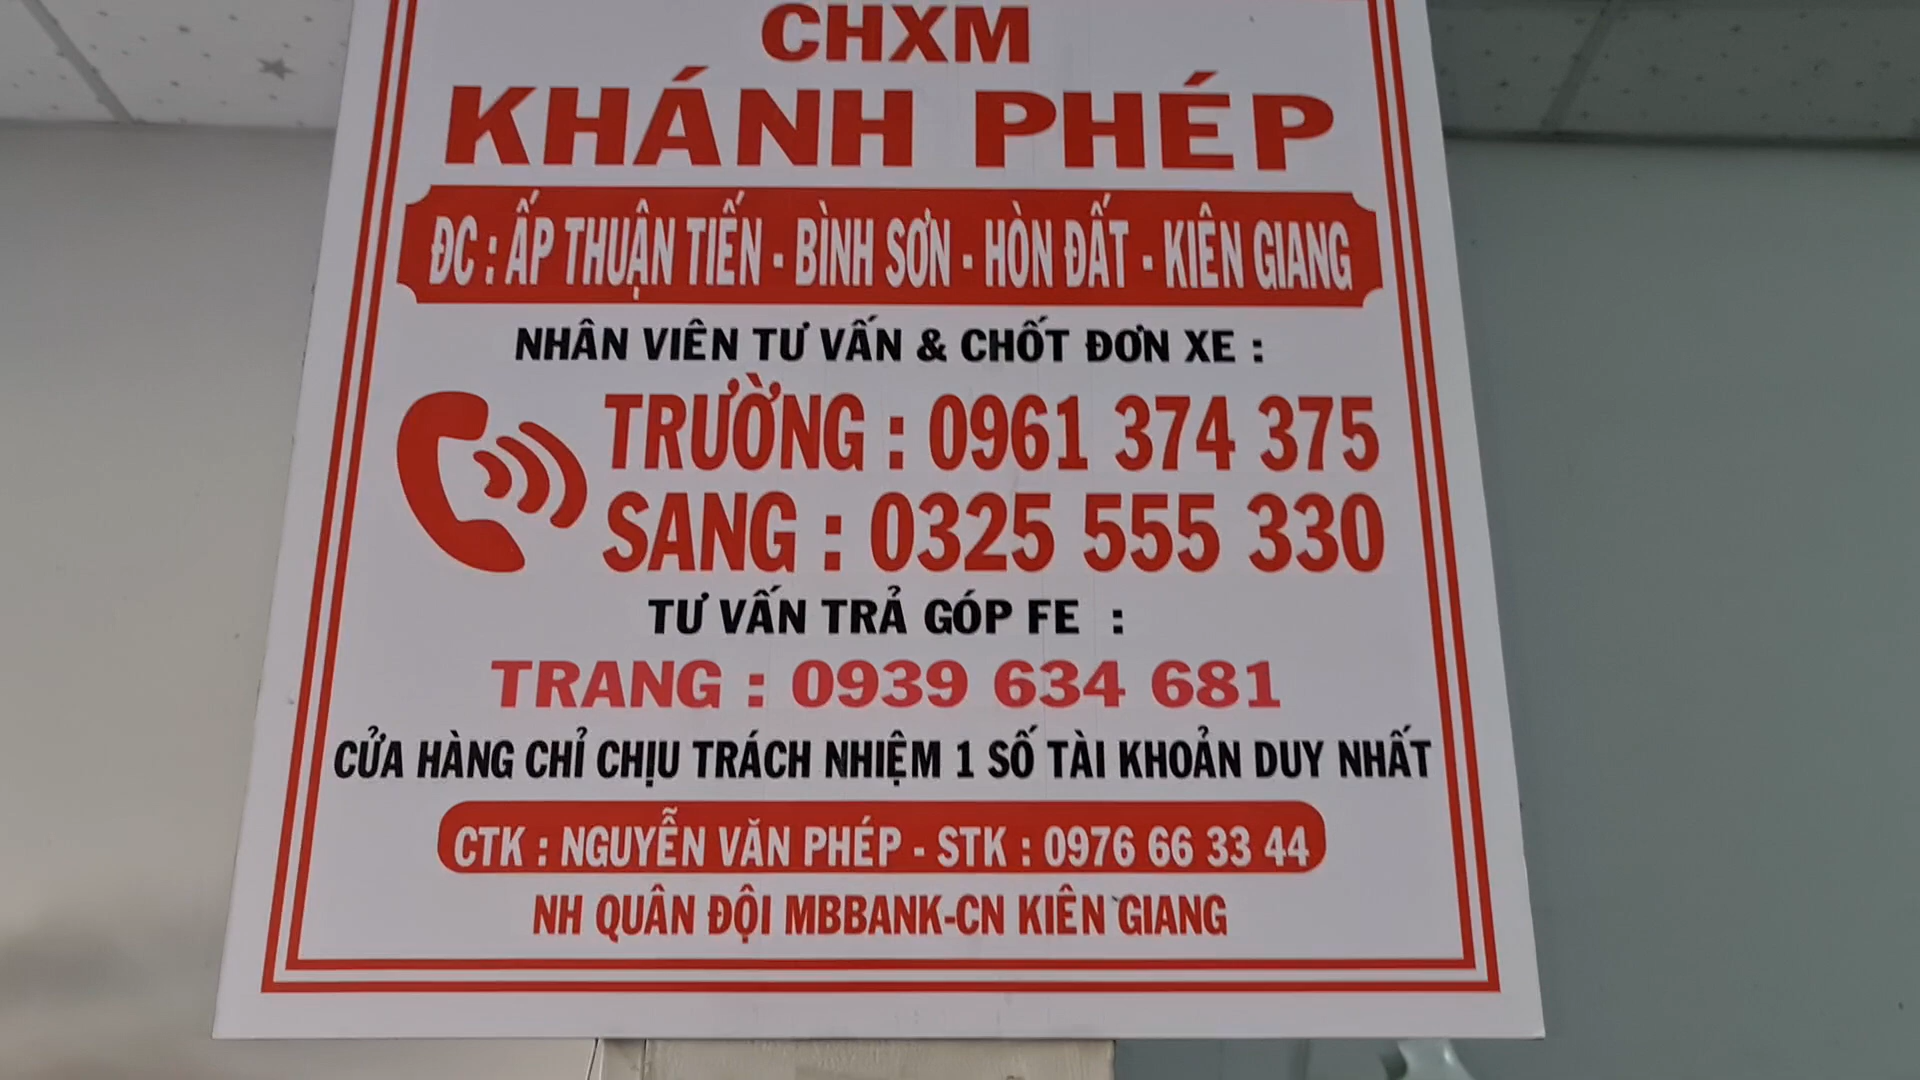 CHXM
KHÁNH PHÉP
ĐC : ẤP THUẬN TIẾN - BÌNH SƠN - HÒN ĐẤT - KIÊN GIANG
NHÂN VIÊN TƯ VẤN & CHỐT ĐƠN XE :
TRƯỜNG : 0961 374 375
SANG : 0325 555 330
TƯ VẤN TRẢ GÓP FE :
TRANG : 0939 634 681
CỬA HÀNG CHỈ CHỊU TRÁCH NHIỆM 1 SỐ TÀI KHOẢN DUY NHẤT
CTK : NGUYỄN VĂN PHÉP - STK : 0976 66 33 44
NH QUÂN ĐỘI MBBANK-CN KIÊN GIANG